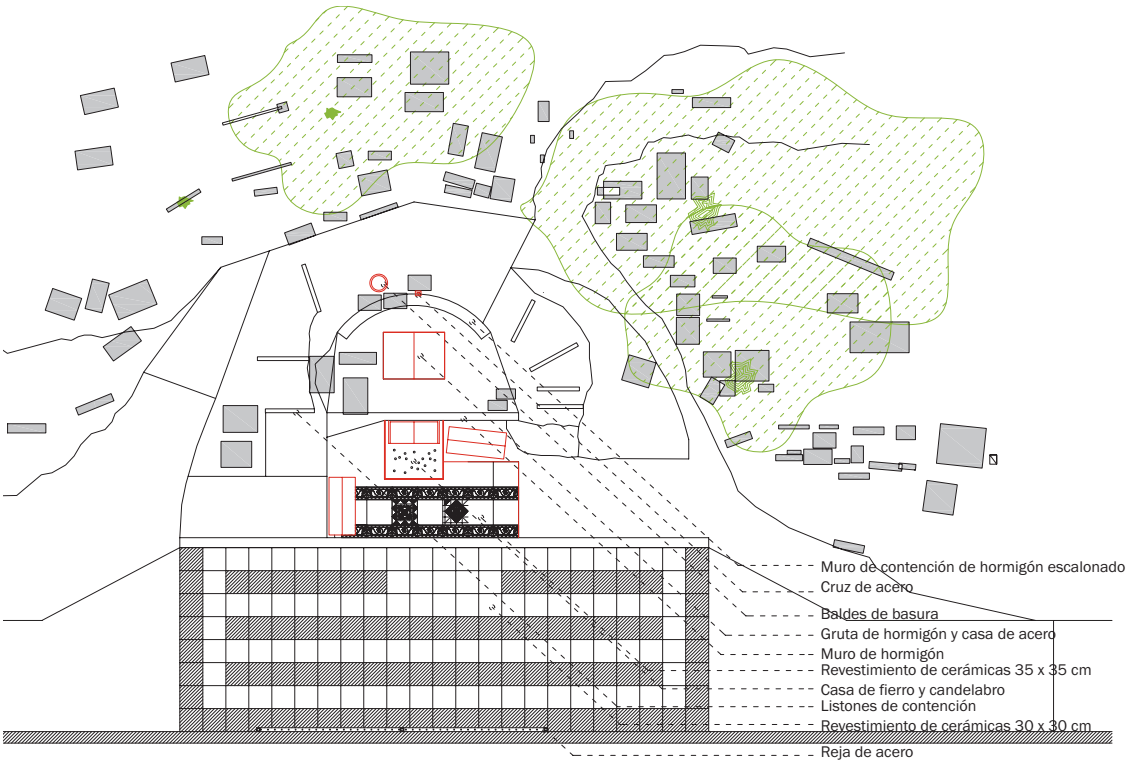 Muro de contención de hormigón escalonado
Cruz de acero
Baldes de basura
Gruta de hormigón y casa de acero
Muro de hormigón
Revestimiento de cerámicas 35 x 35 cm
Casa de fierro y candelabro
Listones de contención
Revestimiento de cerámicas 30 x 30 cm
Reja de acero